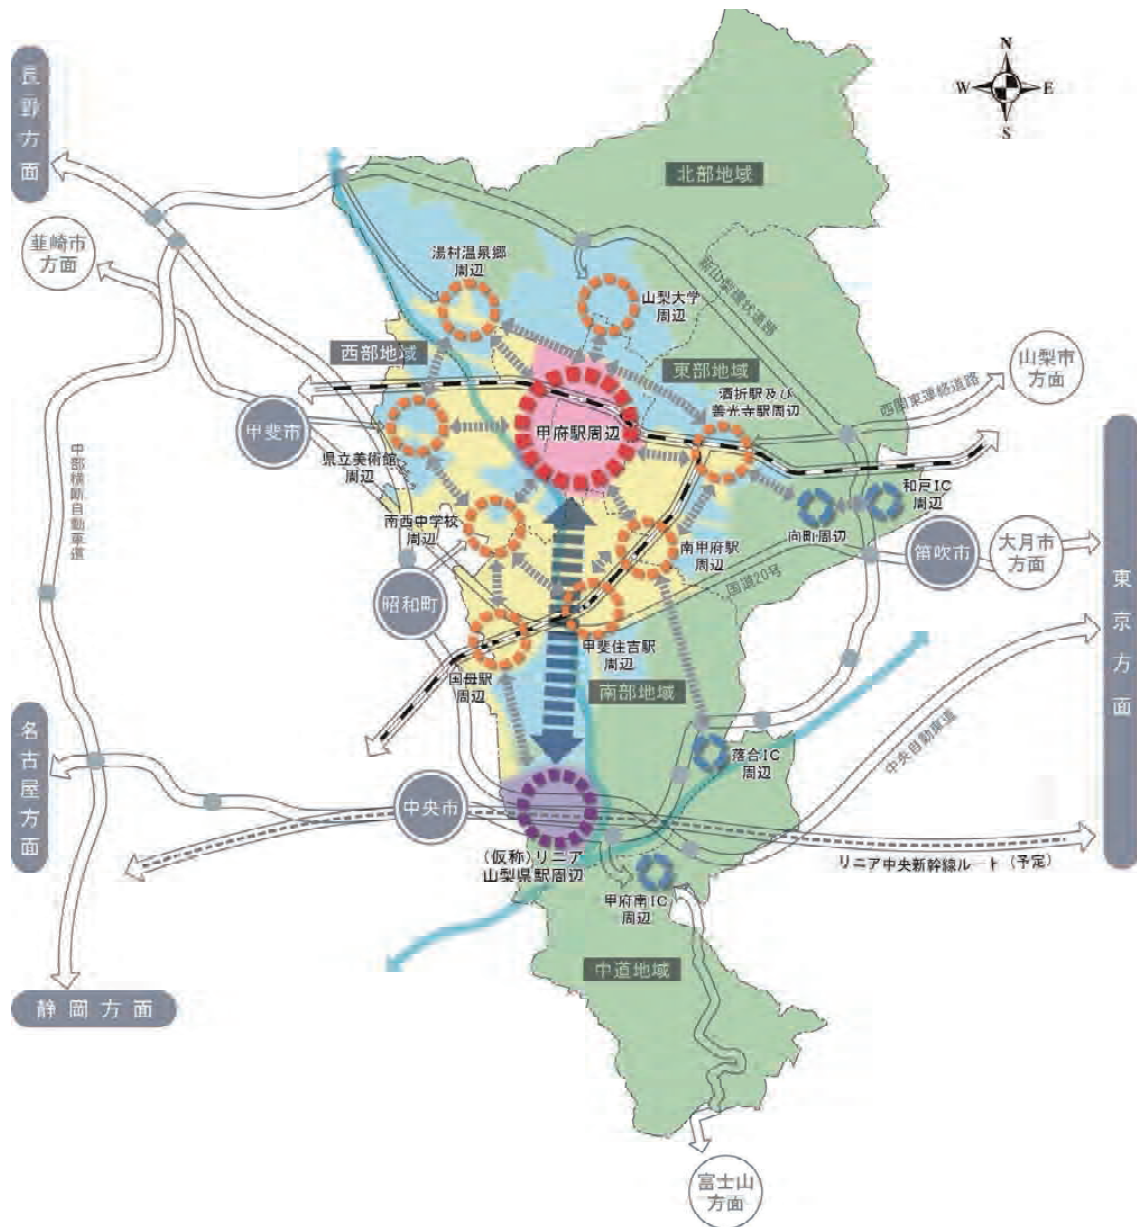 N
W
E
S
長野方面
北部地域
韮崎市
方面
湯村温泉郷
周辺
山梨大学
周辺
新山梨環状道路
西部地域
東部地域
山梨市
方面
酒折駅及び
善光寺駅周辺
西関東連絡道路
甲府駅周辺
甲斐市
県立美術館
周辺
中部横断自動車道
和戸IC
周辺
向町周辺
南西中学校
周辺
南甲府駅
周辺
笛吹市
大月市
方面
国道20号
東京方面
昭和町
甲斐住吉駅
周辺
国母駅
周辺
南部地域
名古屋方面
落合IC
周辺
中央自動車道
中央市
(仮称)リニア
山梨県駅周辺
リニア中央新幹線ルート(予定)
甲府南IC
周辺
中道地域
静岡方面
富士山
方面